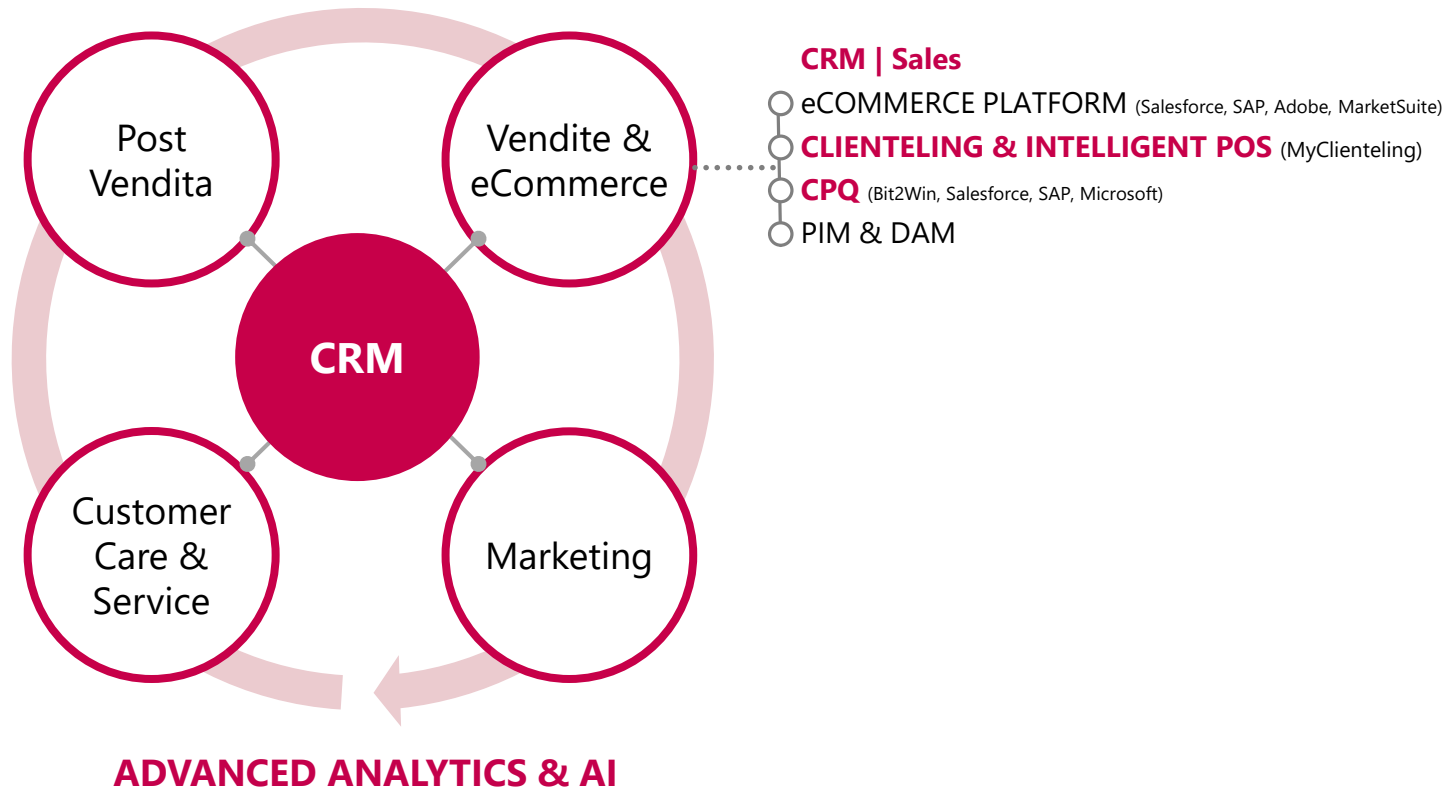 Post
Vendita
Vendite &
eCommerce
CRM
Customer
Care &
Service
Marketing
ADVANCED ANALYTICS & AI
CRM | Sales
eCOMMERCE PLATFORM (Salesforce, SAP, Adobe, MarketSuite)
CLIENTELING & INTELLIGENT POS (MyClienteling)
CPQ (Bit2Win, Salesforce, SAP, Microsoft)
PIM & DAM